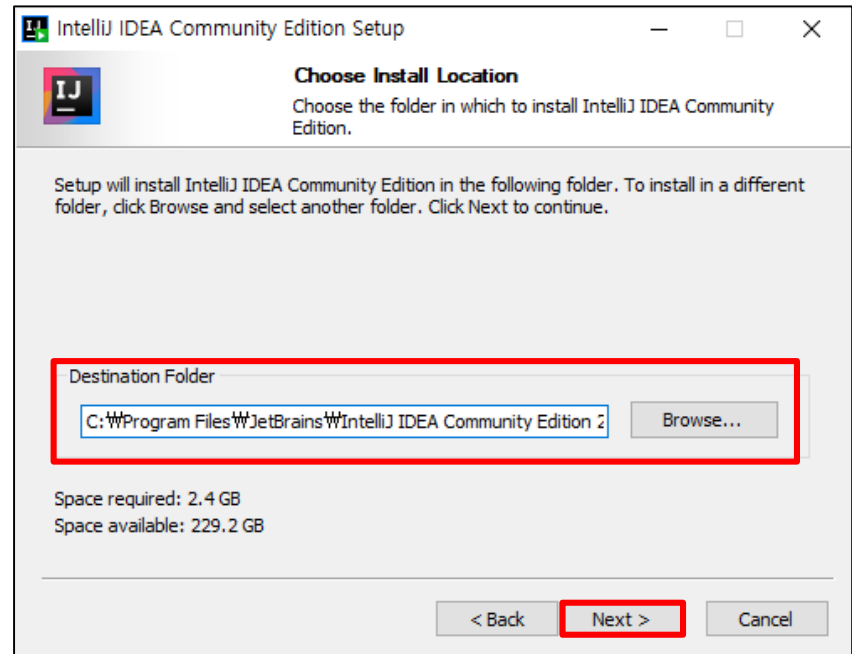 IntelliJ IDEA Community Edition Setup
IJ
Choose Install Location
Choose the folder in which to install IntelliJ IDEA Community
Edition.
Setup will install IntelliJ IDEA Community Edition in the following folder. To install in a different
folder, click Browse and select another folder. Click Next to continue.
Destination Folder
C:₩Program Files₩JetBrains₩IntelliJ IDEA Community Edition 2
Browse...
Space required: 2.4 GB
Space available: 229.2 GB
< Back
Next >
Cancel